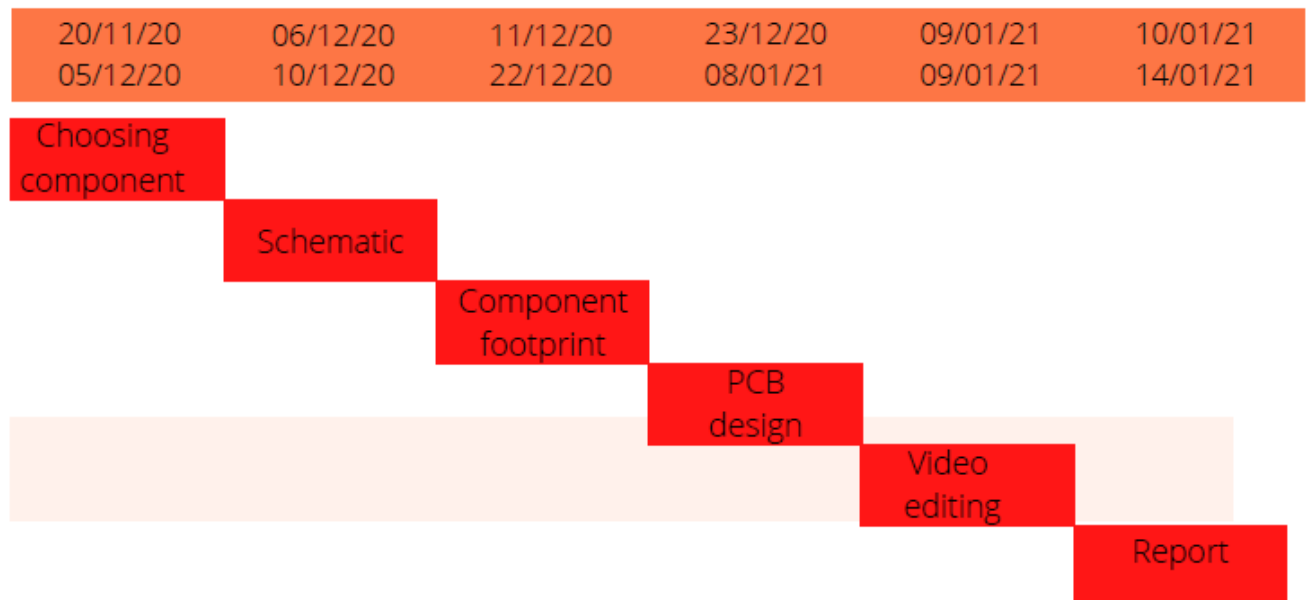 20/11/20 06/12/20 11/12/20 23/12/20 09/01/21 10/01/21
05/12/20 10/12/20 22/12/20 08/01/21 09/01/21 14/01/21
Choosing
component
Schematic
Component
footprint
PCB
design
Video
editing
Report